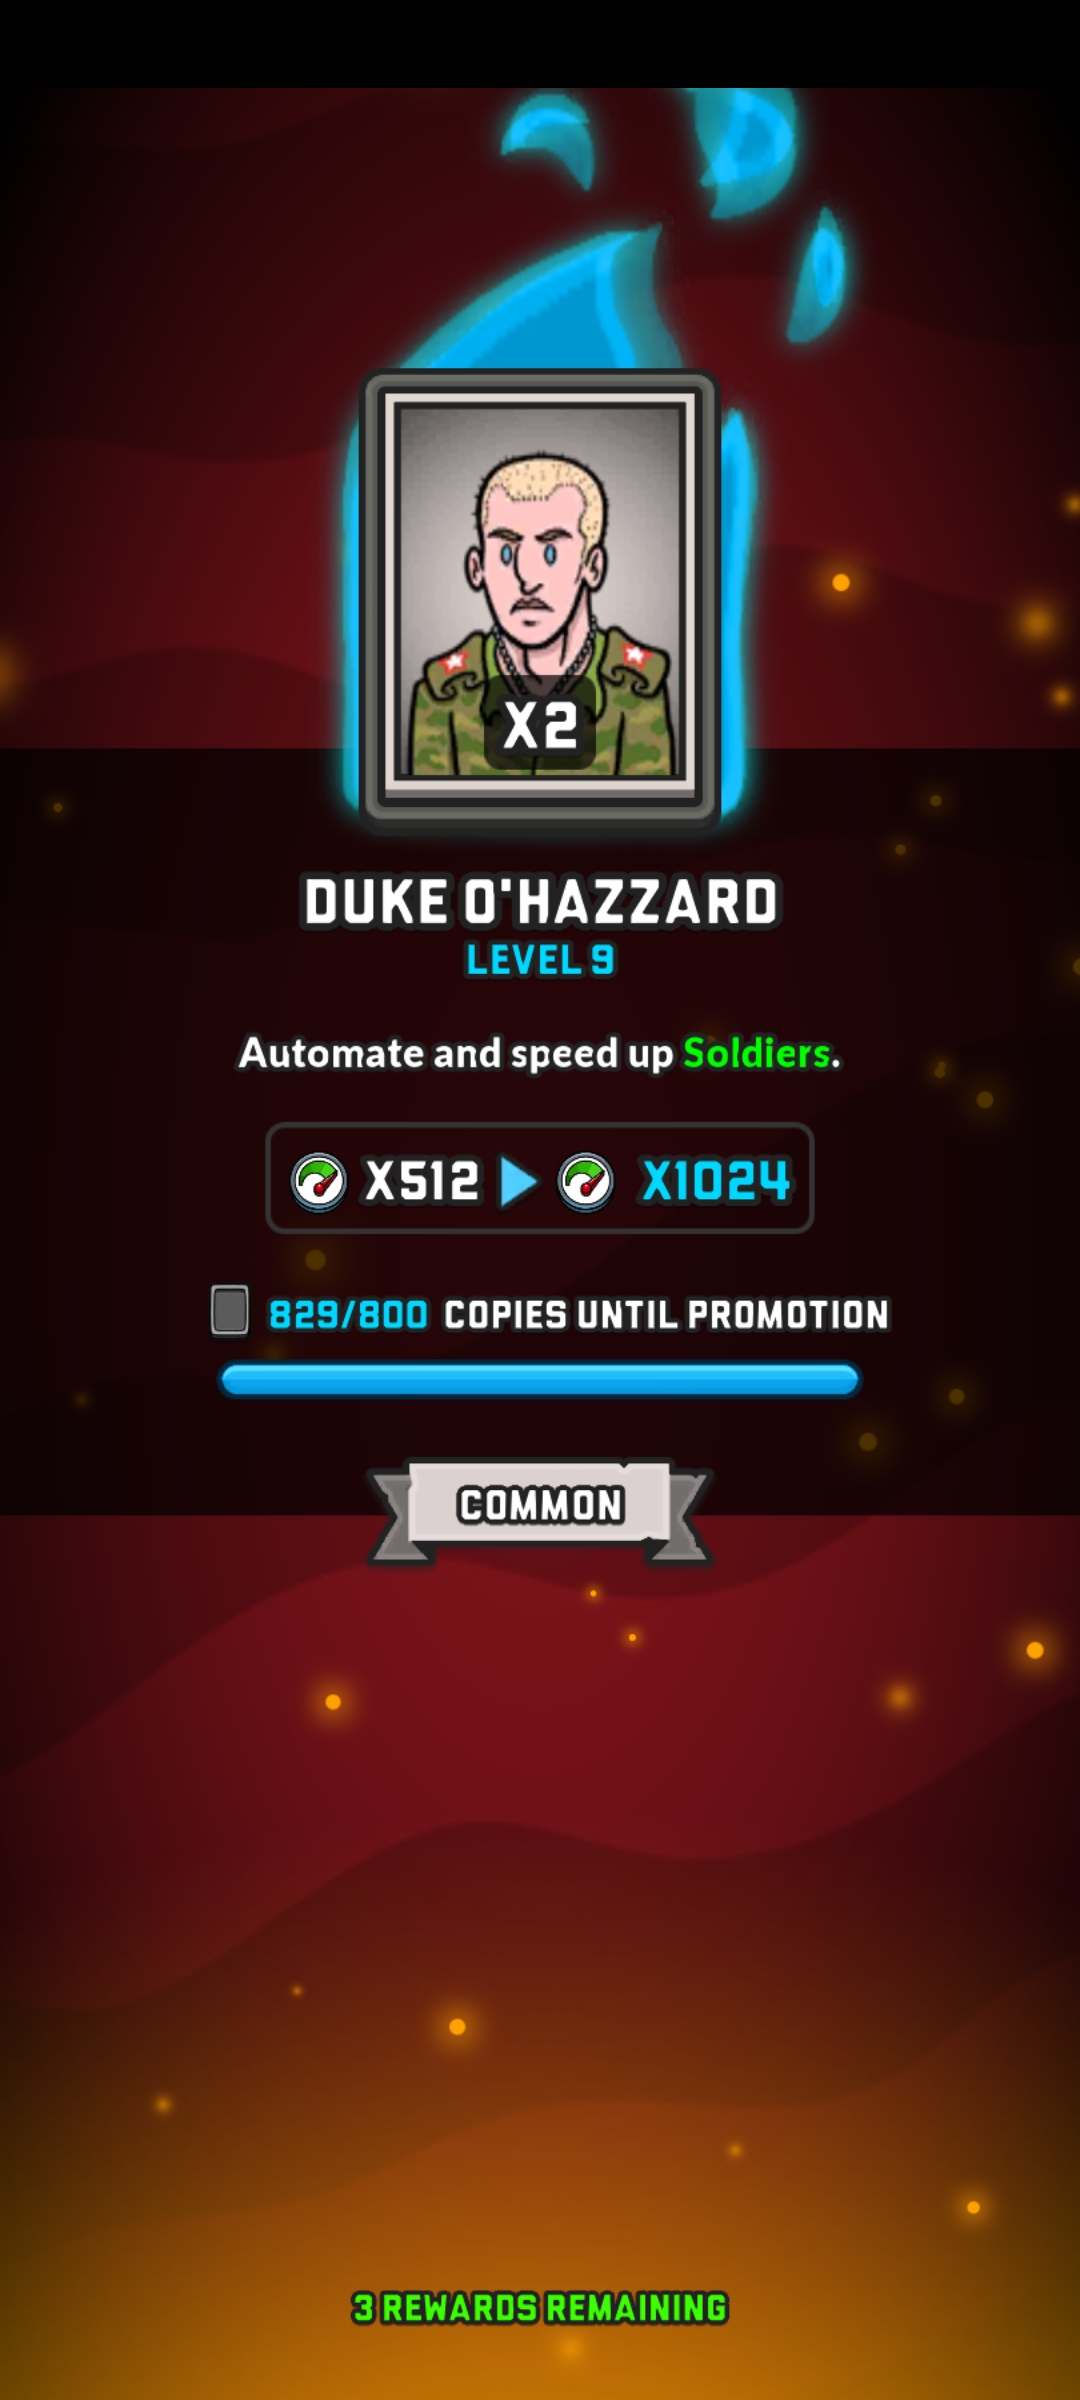 X2
DUKE O'HAZZARD
LEVEL 9
Automate and speed up Soldiers.
X512 X1024
829/800 COPIES UNTIL PROMOTION
COMMON
3 REWARDS REMAINING